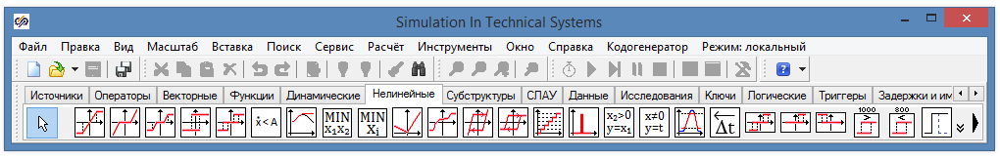 Simulation In Technical Systems
Файл Правка Вид Масштаб Вставка Поиск Сервис Расчёт Инструменты Окно Справка Кодогенератор Режим: локальный
Источники Операторы Векторные Функции Динамические Нелинейные Субструктуры СПАУ Данные Исследования Ключи Логические Триггеры Задержки и им
ẋ<A MIN x₁x₂ MIN xᵢ x₂>0 y=x₁ x≠0 y=t Δt 1000 > 800 <